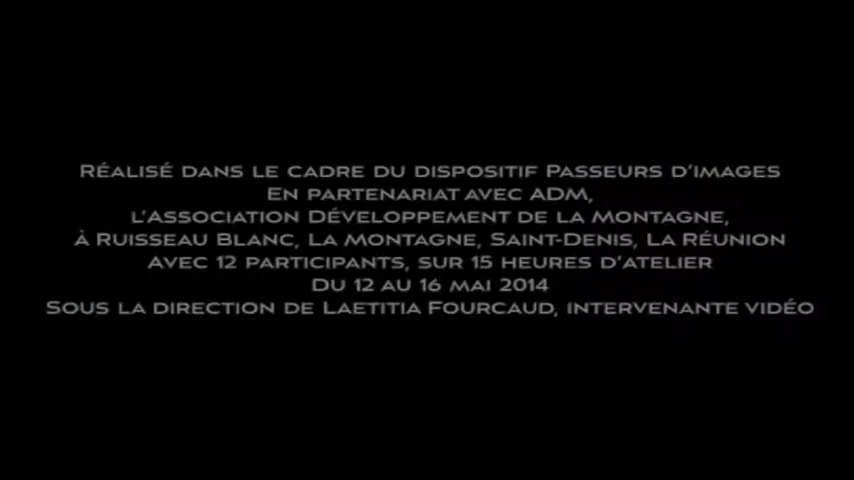 Réalisé dans le cadre du dispositif Passeurs d'images
En partenariat avec ADM,
l'Association Développement de la Montagne,
à Ruisseau Blanc, La Montagne, Saint-Denis, La Réunion
avec 12 participants, sur 15 heures d'atelier
du 12 au 16 mai 2014
Sous la direction de Laetitia Fourcaud, intervenante vidéo